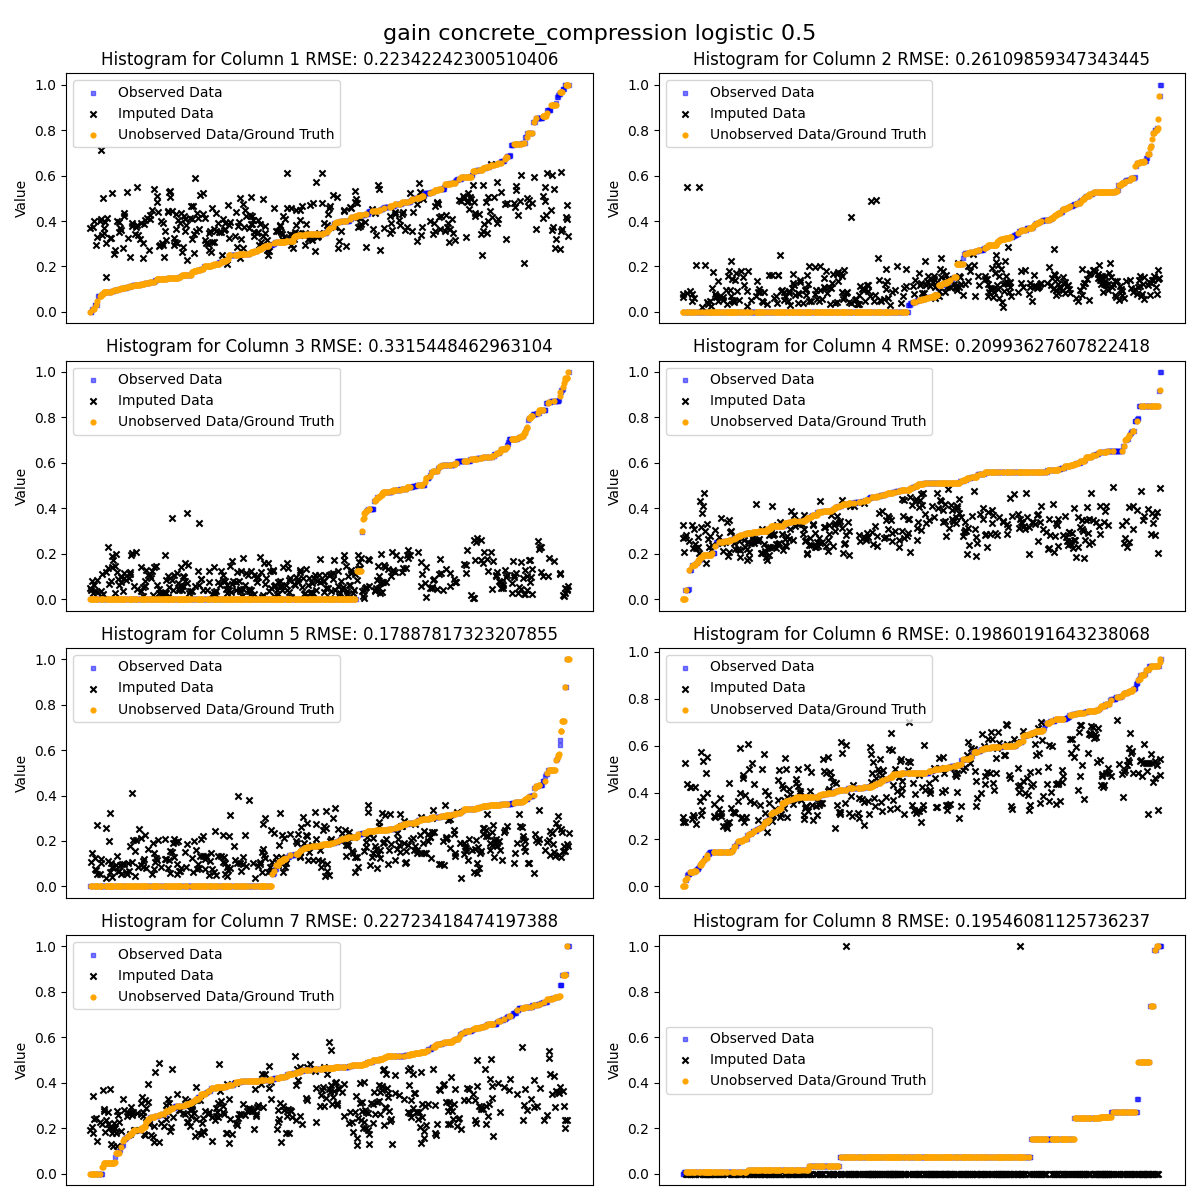 gain concrete_compression logistic 0.5
Histogram for Column 1 RMSE: 0.22342242300510406
Value
1.0
0.8
0.6
0.4
0.2
0.0
Observed Data
Imputed Data
Unobserved Data/Ground Truth
Histogram for Column 2 RMSE: 0.26109859347343445
Value
1.0
0.8
0.6
0.4
0.2
0.0
Observed Data
Imputed Data
Unobserved Data/Ground Truth
Histogram for Column 3 RMSE: 0.3315448462963104
Value
1.0
0.8
0.6
0.4
0.2
0.0
Observed Data
Imputed Data
Unobserved Data/Ground Truth
Histogram for Column 4 RMSE: 0.20993627607822418
Value
1.0
0.8
0.6
0.4
0.2
0.0
Observed Data
Imputed Data
Unobserved Data/Ground Truth
Histogram for Column 5 RMSE: 0.17887817323207855
Value
1.0
0.8
0.6
0.4
0.2
0.0
Observed Data
Imputed Data
Unobserved Data/Ground Truth
Histogram for Column 6 RMSE: 0.19860191643238068
Value
1.0
0.8
0.6
0.4
0.2
0.0
Observed Data
Imputed Data
Unobserved Data/Ground Truth
Histogram for Column 7 RMSE: 0.22723418474197388
Value
1.0
0.8
0.6
0.4
0.2
0.0
Observed Data
Imputed Data
Unobserved Data/Ground Truth
Histogram for Column 8 RMSE: 0.19546081125736237
Value
1.0
0.8
0.6
0.4
0.2
0.0
Observed Data
Imputed Data
Unobserved Data/Ground Truth